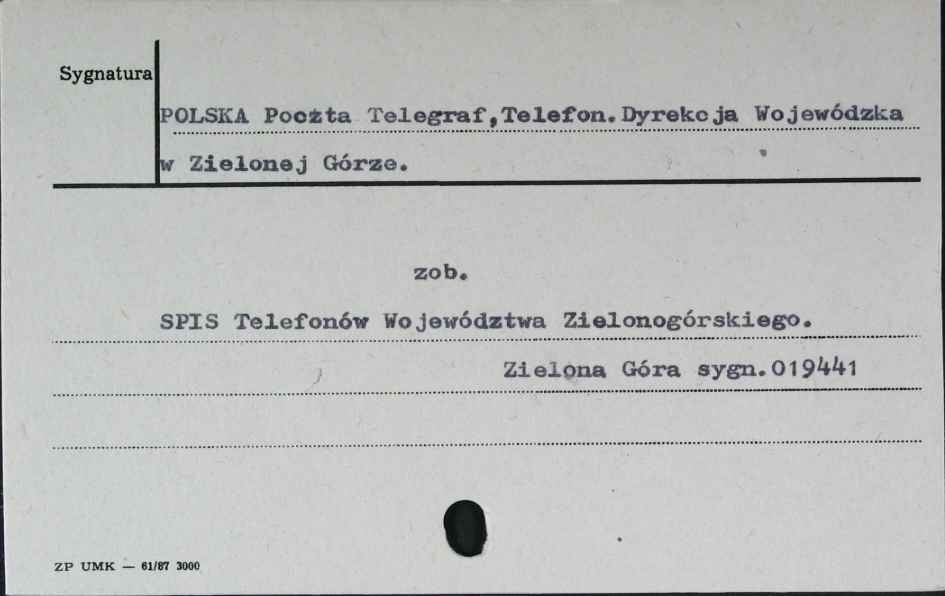 Sygnatura
POLSKA Poczta Telegraf,Telefon.Dyrekcja Wojewódzka
w Zielonej Górze.
zob.
SPIS Telefonów Województwa Zielonogórskiego.
Zielona Góra sygn.019441
ZP UMK — 61/87 3000